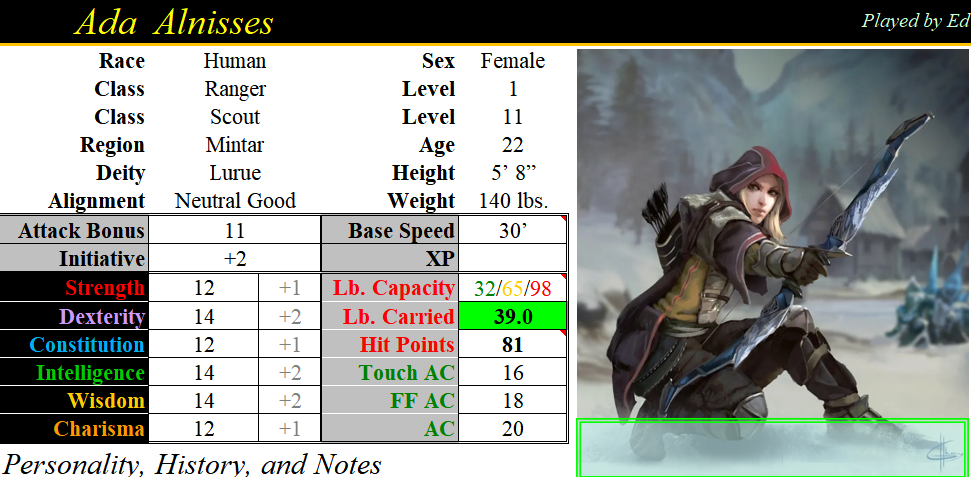 Ada Alnisses Played by Ed
Race Human Sex Female
Class Ranger Level 1
Class Scout Level 11
Region Mintar Age 22
Deity Lurue Height 5’ 8”
Alignment Neutral Good Weight 140 lbs.
Attack Bonus 11 Base Speed 30’
Initiative +2 XP
Strength 12 +1 Lb. Capacity 32/65/98
Dexterity 14 +2 Lb. Carried 39.0
Constitution 12 +1 Hit Points 81
Intelligence 14 +2 Touch AC 16
Wisdom 14 +2 FF AC 18
Charisma 12 +1 AC 20
Personality, History, and Notes